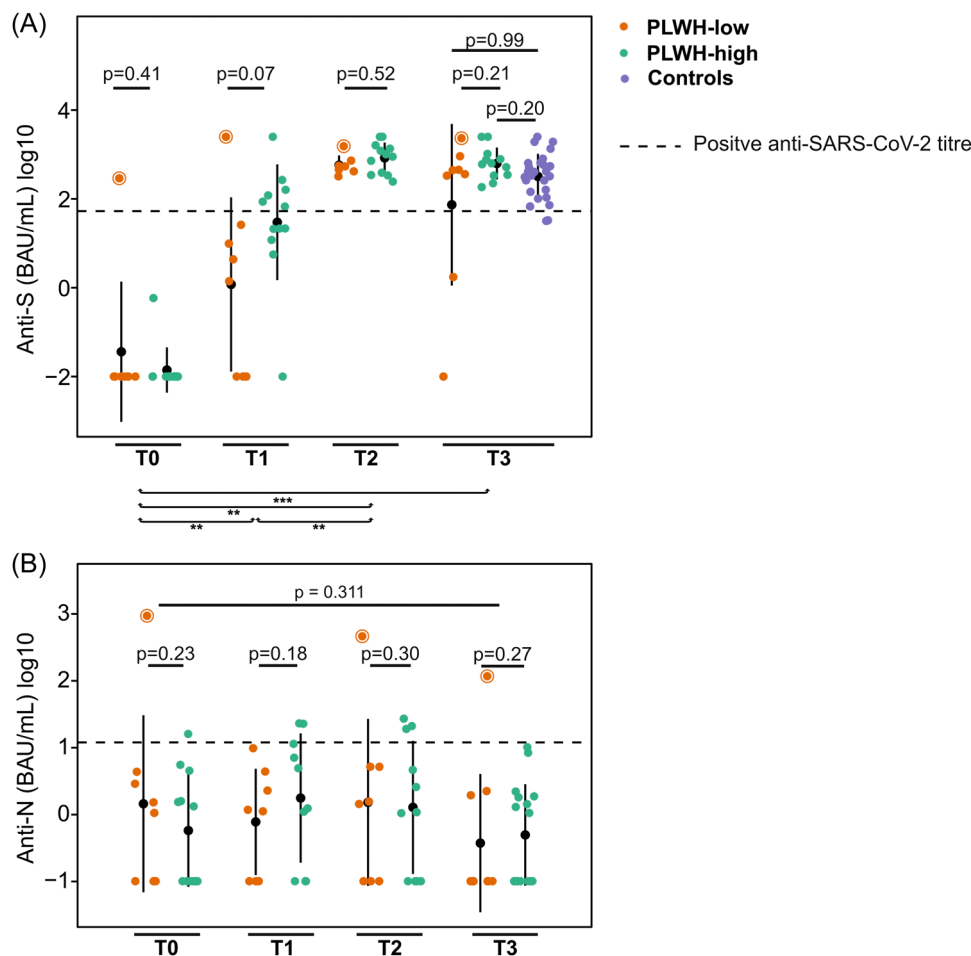 (A)
PLWH-low
PLWH-high
Controls
Positve anti-SARS-CoV-2 titre
p=0.99
p=0.41
p=0.07
p=0.52
p=0.21
p=0.20
4
2
0
−2
Anti-S (BAU/mL) log10
T0
T1
T2
T3
***
**
**
**
(B)
p = 0.311
p=0.23
p=0.18
p=0.30
p=0.27
3
2
1
0
−1
Anti-N (BAU/mL) log10
T0
T1
T2
T3